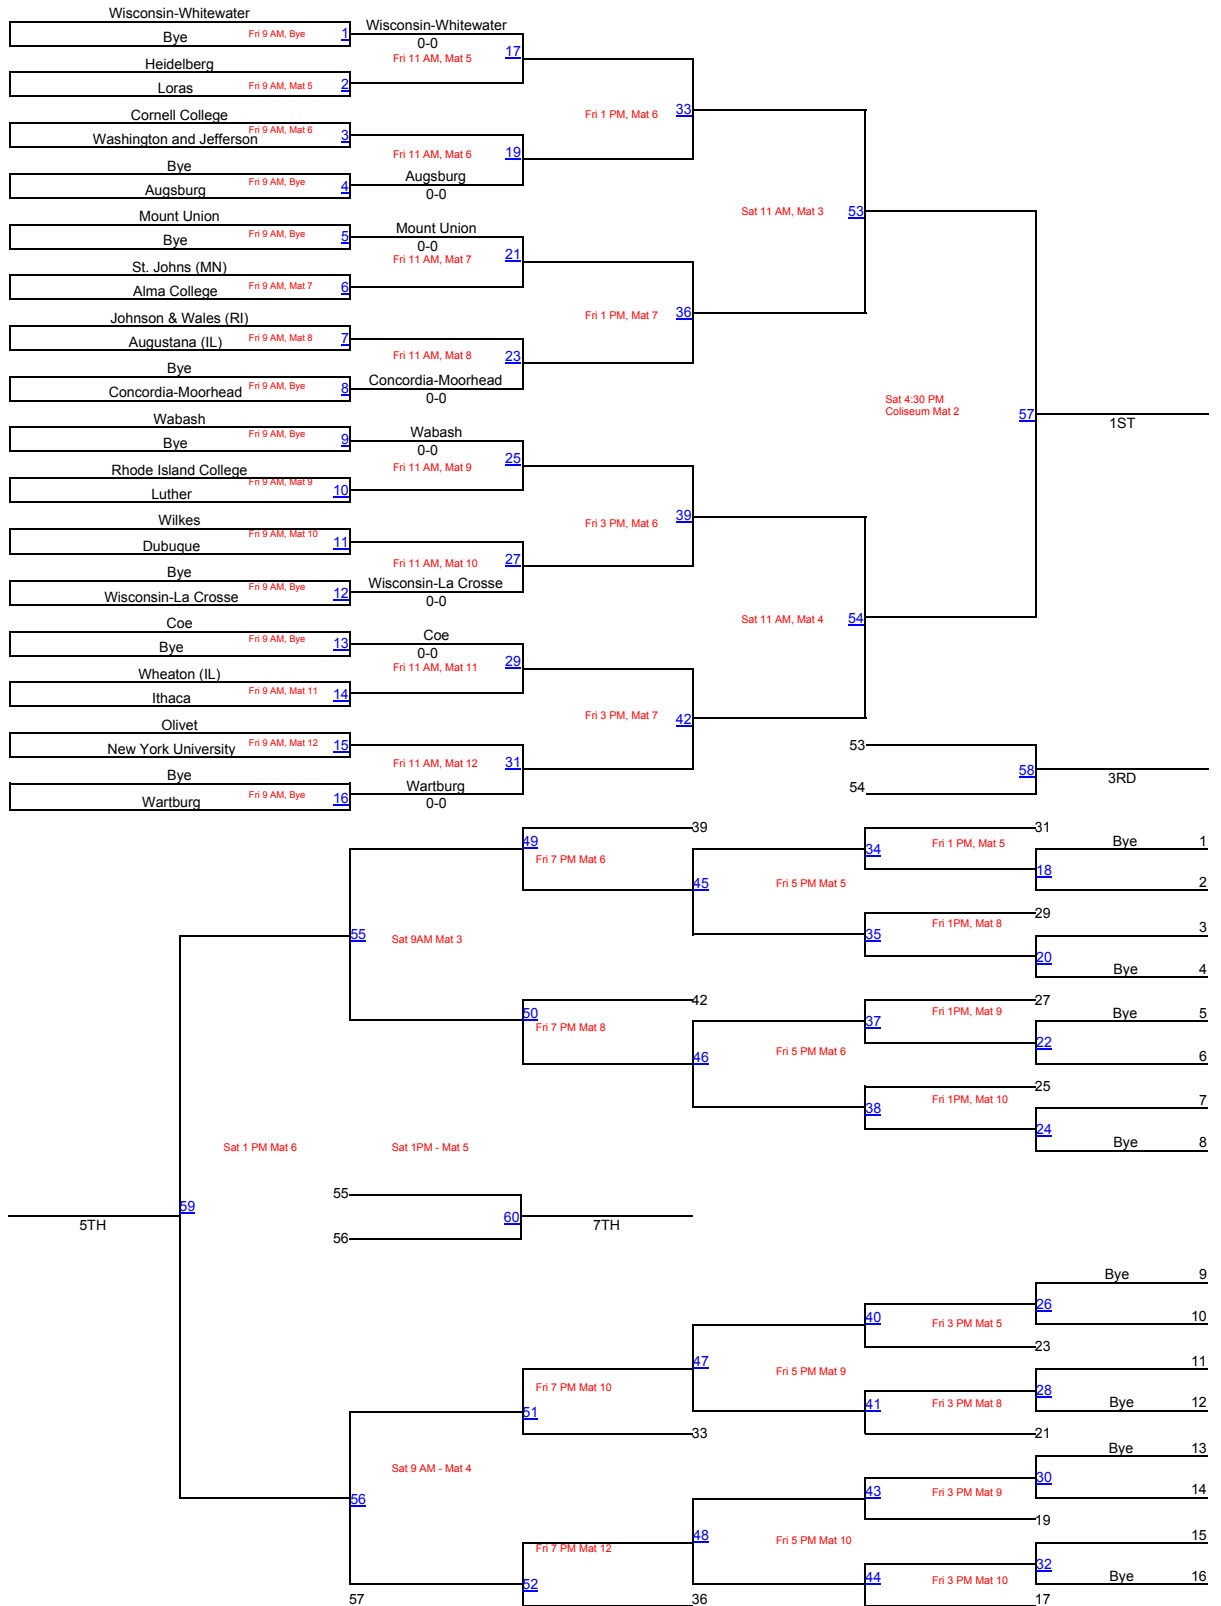 Wisconsin-Whitewater
Bye Fri 9 AM, Bye 1
Wisconsin-Whitewater
0-0
Fri 11 AM, Mat 5 17
Heidelberg
Loras Fri 9 AM, Mat 5 2
Fri 1 PM, Mat 6 33
Cornell College
Washington and Jefferson Fri 9 AM, Mat 6 3
Fri 11 AM, Mat 6 19
Bye
Augsburg Fri 9 AM, Bye 4
Augsburg
0-0
Sat 11 AM, Mat 3 53
Mount Union
Bye Fri 9 AM, Bye 5
Mount Union
0-0
Fri 11 AM, Mat 7 21
St. Johns (MN)
Alma College Fri 9 AM, Mat 7 6
Fri 1 PM, Mat 7 36
Johnson & Wales (RI)
Augustana (IL) Fri 9 AM, Mat 8 7
Fri 11 AM, Mat 8 23
Bye
Concordia-Moorhead Fri 9 AM, Bye 8
Concordia-Moorhead
0-0
Sat 4:30 PM
Coliseum Mat 2 57
1ST
Wabash
Bye Fri 9 AM, Bye 9
Wabash
0-0
Fri 11 AM, Mat 9 25
Rhode Island College
Luther Fri 9 AM, Mat 9 10
Fri 3 PM, Mat 6 39
Wilkes
Dubuque Fri 9 AM, Mat 10 11
Fri 11 AM, Mat 10 27
Bye
Wisconsin-La Crosse Fri 9 AM, Bye 12
Wisconsin-La Crosse
0-0
Sat 11 AM, Mat 4 54
Coe
Bye Fri 9 AM, Bye 13
Coe
0-0
Fri 11 AM, Mat 11 29
Wheaton (IL)
Ithaca Fri 9 AM, Mat 11 14
Fri 3 PM, Mat 7 42
Olivet
New York University Fri 9 AM, Mat 12 15
Fri 11 AM, Mat 12 31
Bye
Wartburg Fri 9 AM, Bye 16
Wartburg
0-0
53
58
3RD
54
39
31
49
Fri 7 PM Mat 6
34
Fri 1 PM, Mat 5
Bye 1
18
2
45
Fri 5 PM Mat 5
29
35
Fri 1PM, Mat 8
3
20
Bye 4
55
Sat 9AM Mat 3
42
27
50
Fri 7 PM Mat 8
37
Fri 1PM, Mat 9
Bye 5
22
6
46
Fri 5 PM Mat 6
25
38
Fri 1PM, Mat 10
7
24
Bye 8
Sat 1 PM Mat 6
Sat 1PM - Mat 5
59
5TH
55
60
7TH
56
Bye 9
26
10
40
Fri 3 PM Mat 5
23
47
Fri 5 PM Mat 9
11
28
Bye 12
41
Fri 3 PM Mat 8
21
Fri 7 PM Mat 10
51
33
Sat 9 AM - Mat 4
56
Bye 13
30
14
43
Fri 3 PM Mat 9
19
48
Fri 5 PM Mat 10
15
32
Bye 16
44
Fri 3 PM Mat 10
17
Fri 7 PM Mat 12
52
57
36